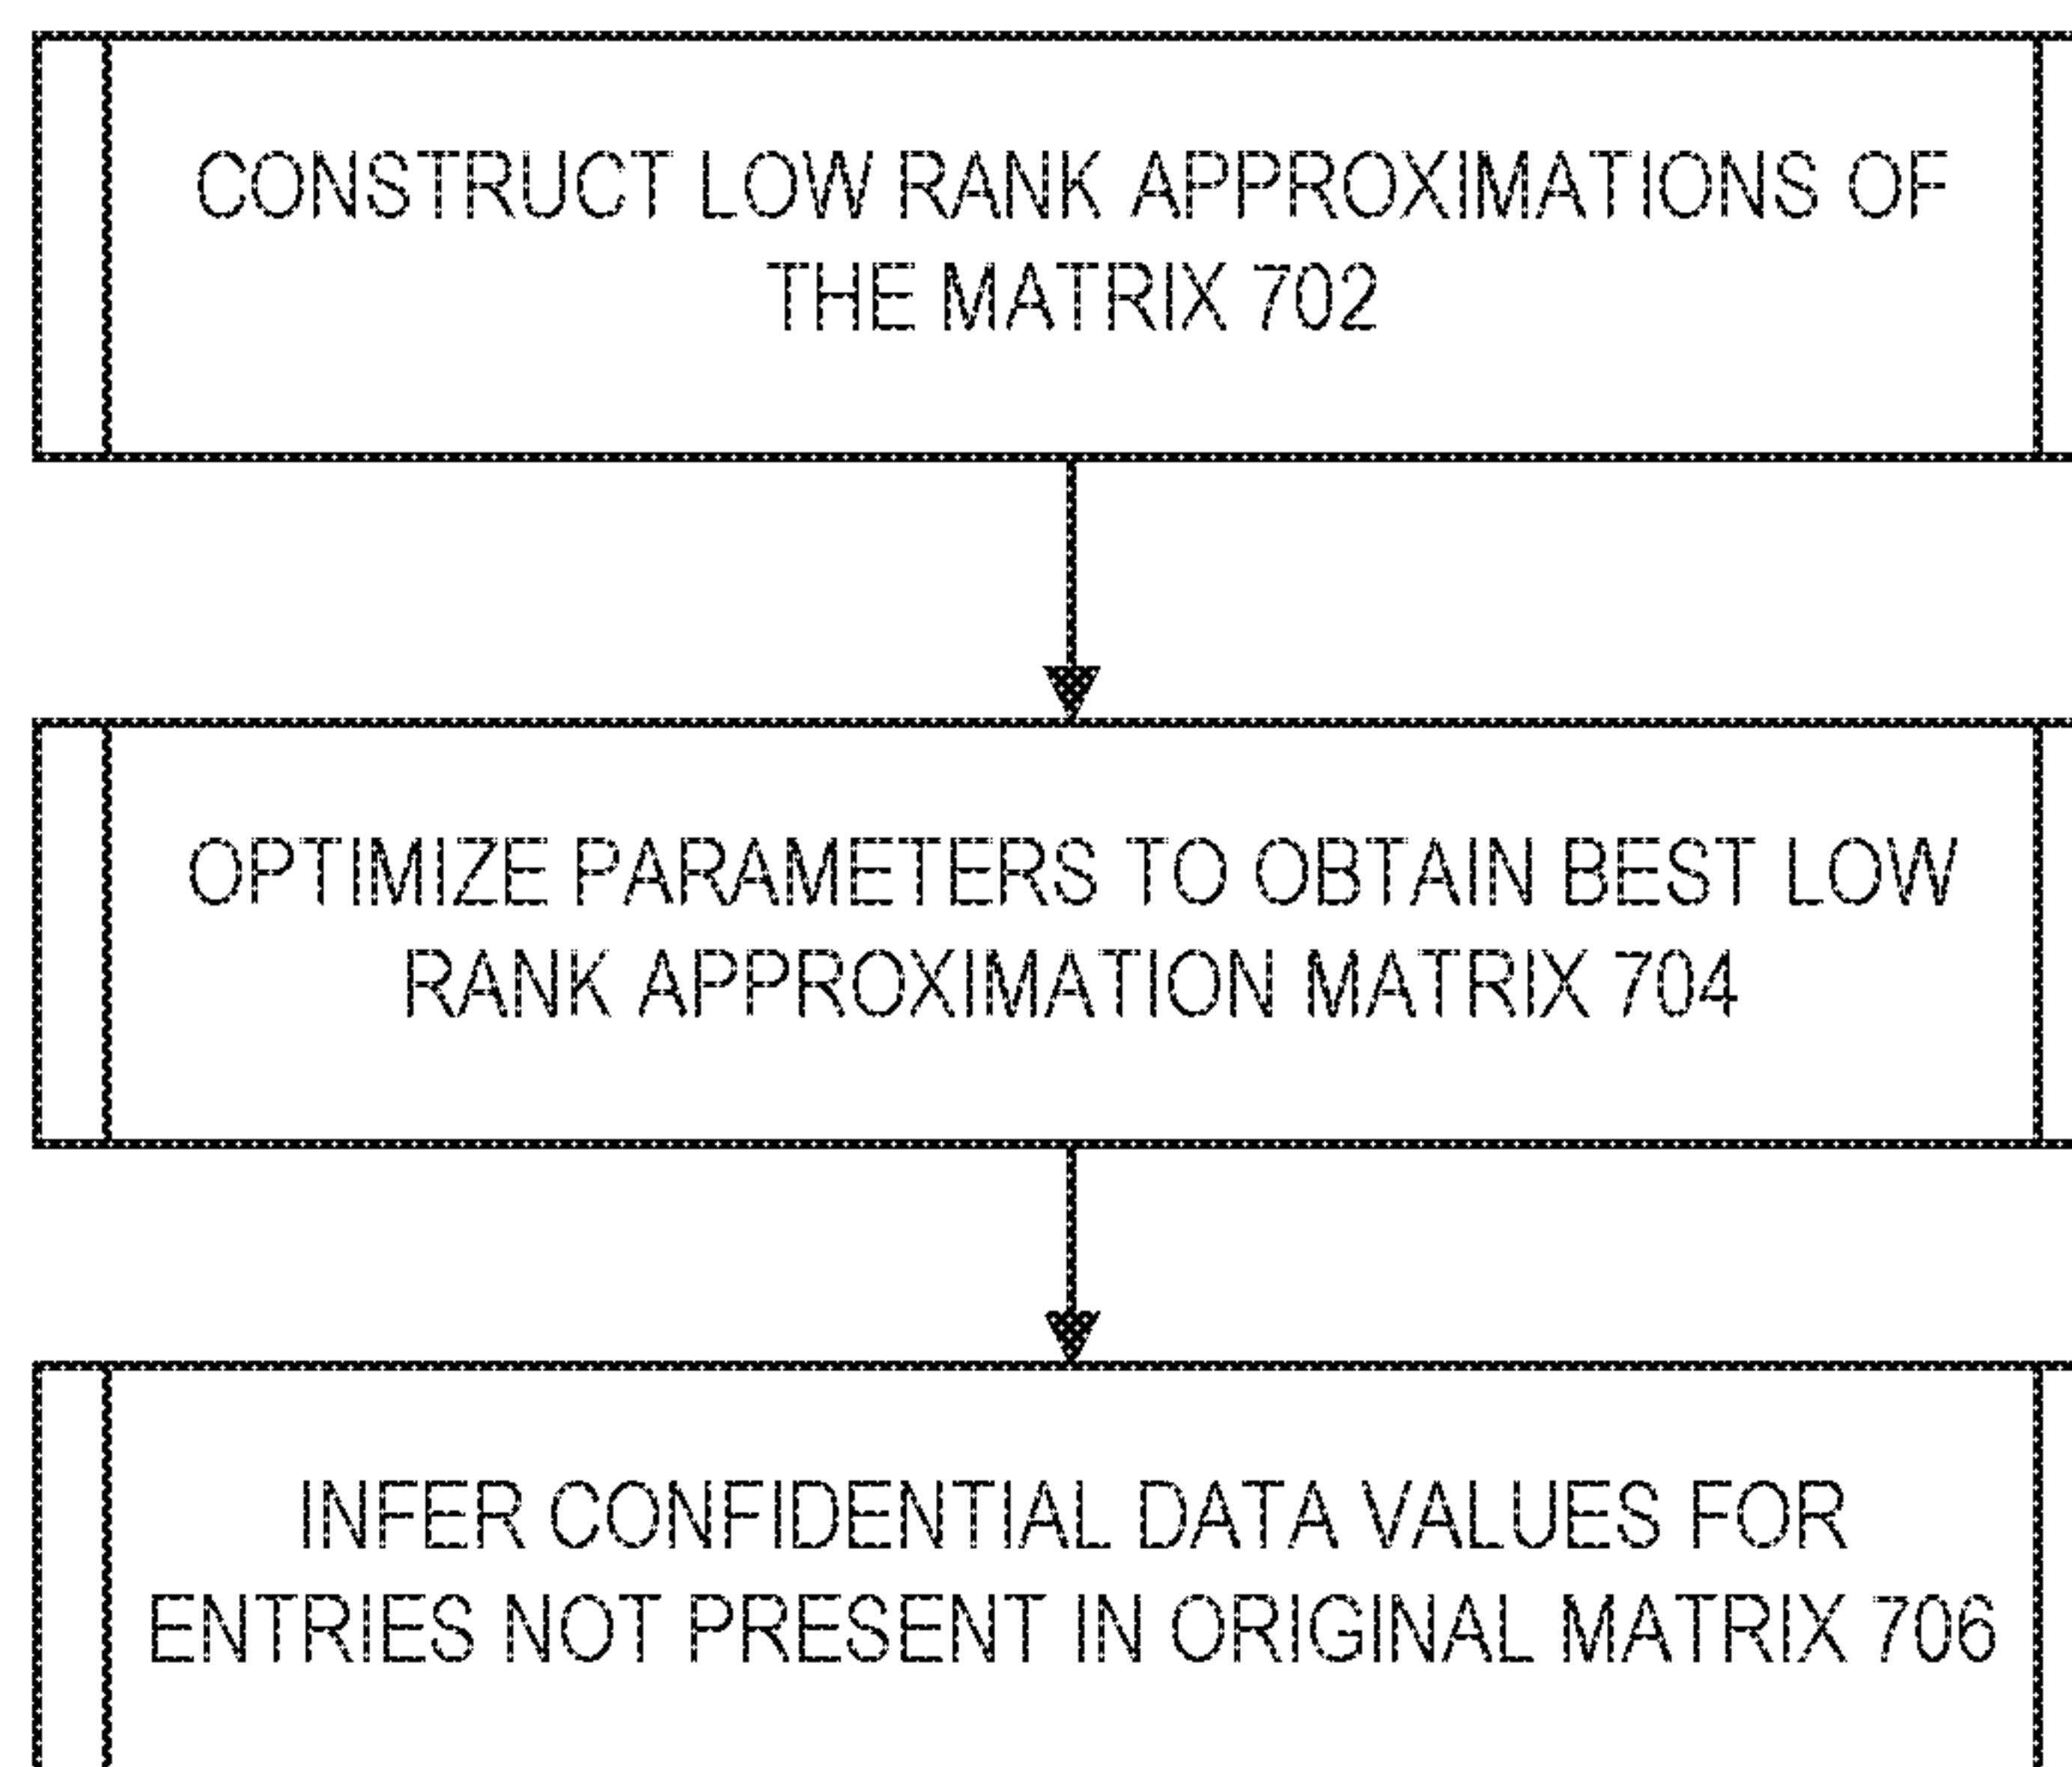 CONSTRUCT LOW RANK APPROXIMATIONS OF
THE MATRIX 702
OPTIMIZE PARAMETERS TO OBTAIN BEST LOW
RANK APPROXIMATION MATRIX 704
INFER CONFIDENTIAL DATA VALUES FOR
ENTRIES NOT PRESENT IN ORIGINAL MATRIX 706